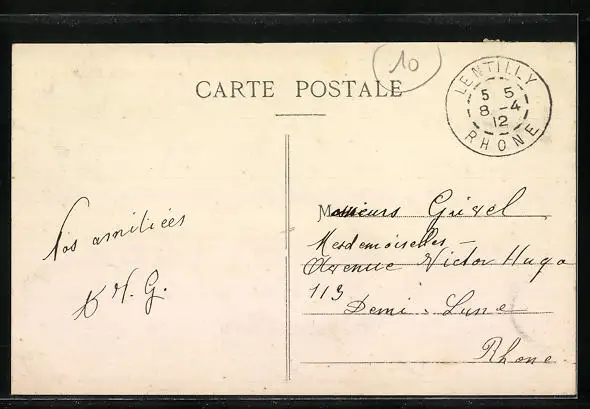 10
CARTE POSTALE
LENTILLY
5 5
8 -4
12
RHONE
Nos amitiées
H. G.
Messieurs Grivel
Mesdemoiselles
Avenue Victor Hugo
113
Demi-Lune
Rhone